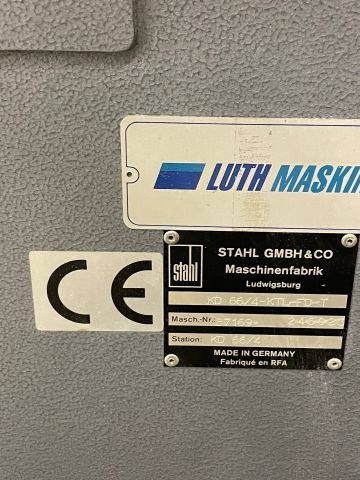 LUTH MASKIN
STAHL GMBH & CO
stahl
Maschinenfabrik
Ludwigsburg
KD 66/4-KTL-FD-T
Masch.-Nr.:
Station: KD 66/4
MADE IN GERMANY
Fabriqué en RFA
CE